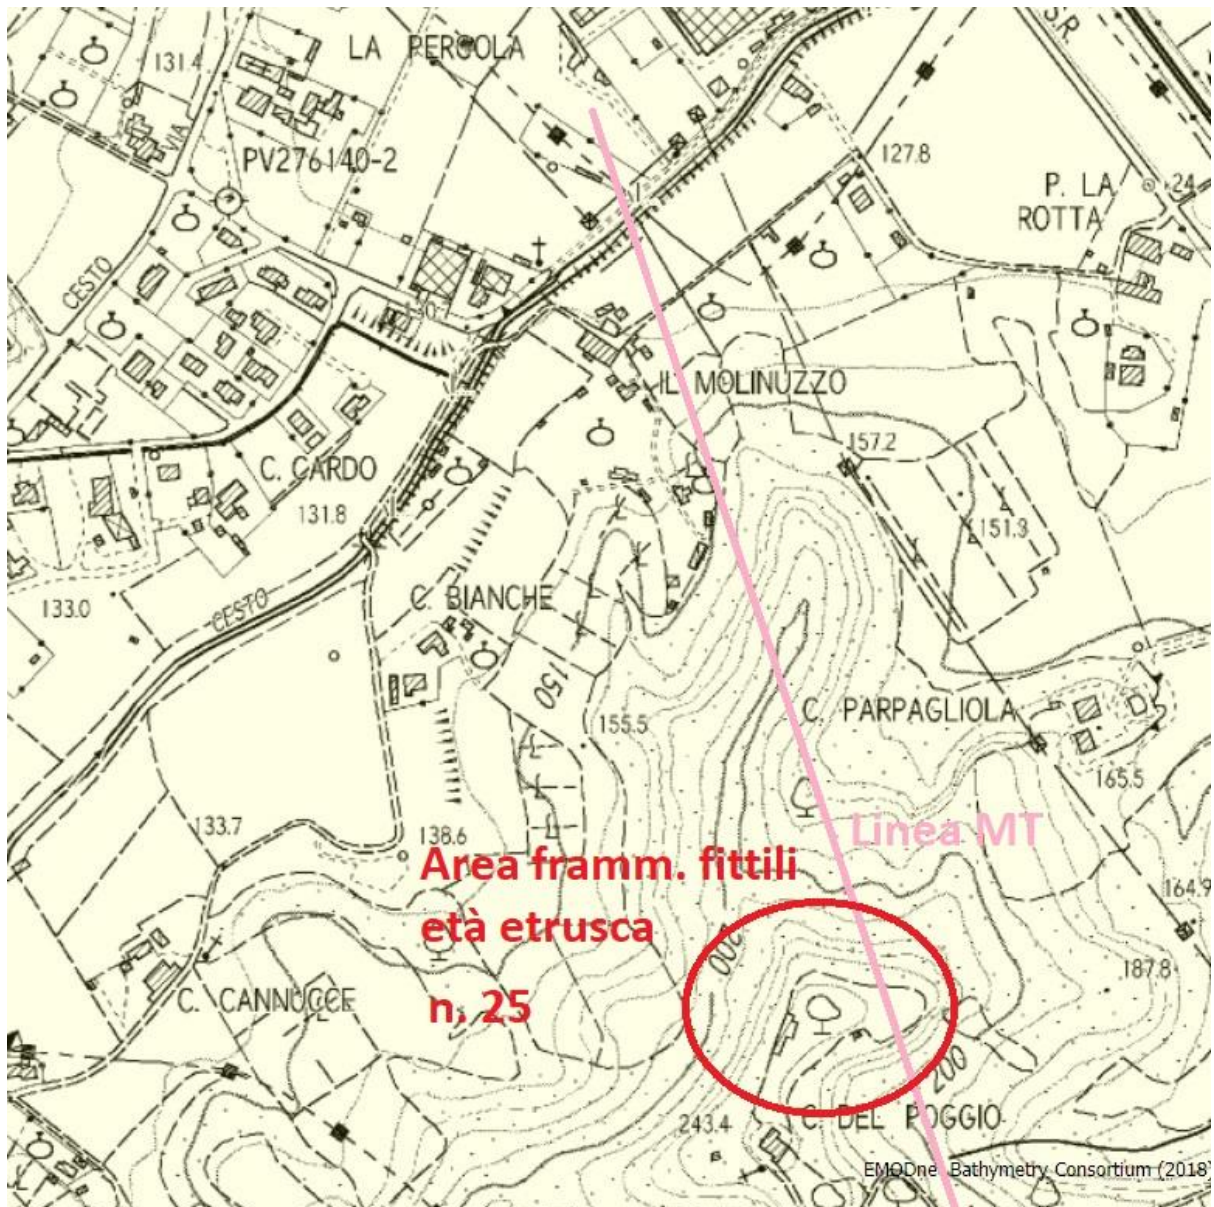 S.R.
LA PERGOLA
131.4
VIA
PV276140-2
127.8
P. LA
ROTTA
24
CESTO
IL MOLINUZZO
157.2
C. CARDO
131.8
151.3
C. BIANCHE
133.0
CESTO
150
155.5
C. PARPAGLIOLA
165.5
133.7
138.6
Linea MT
Area framm. fittili
età etrusca
n. 25
164.9
200
187.8
C. CANNUCCE
200
243.4
C. DEL POGGIO
EMODne Bathymetry Consortium (2018)